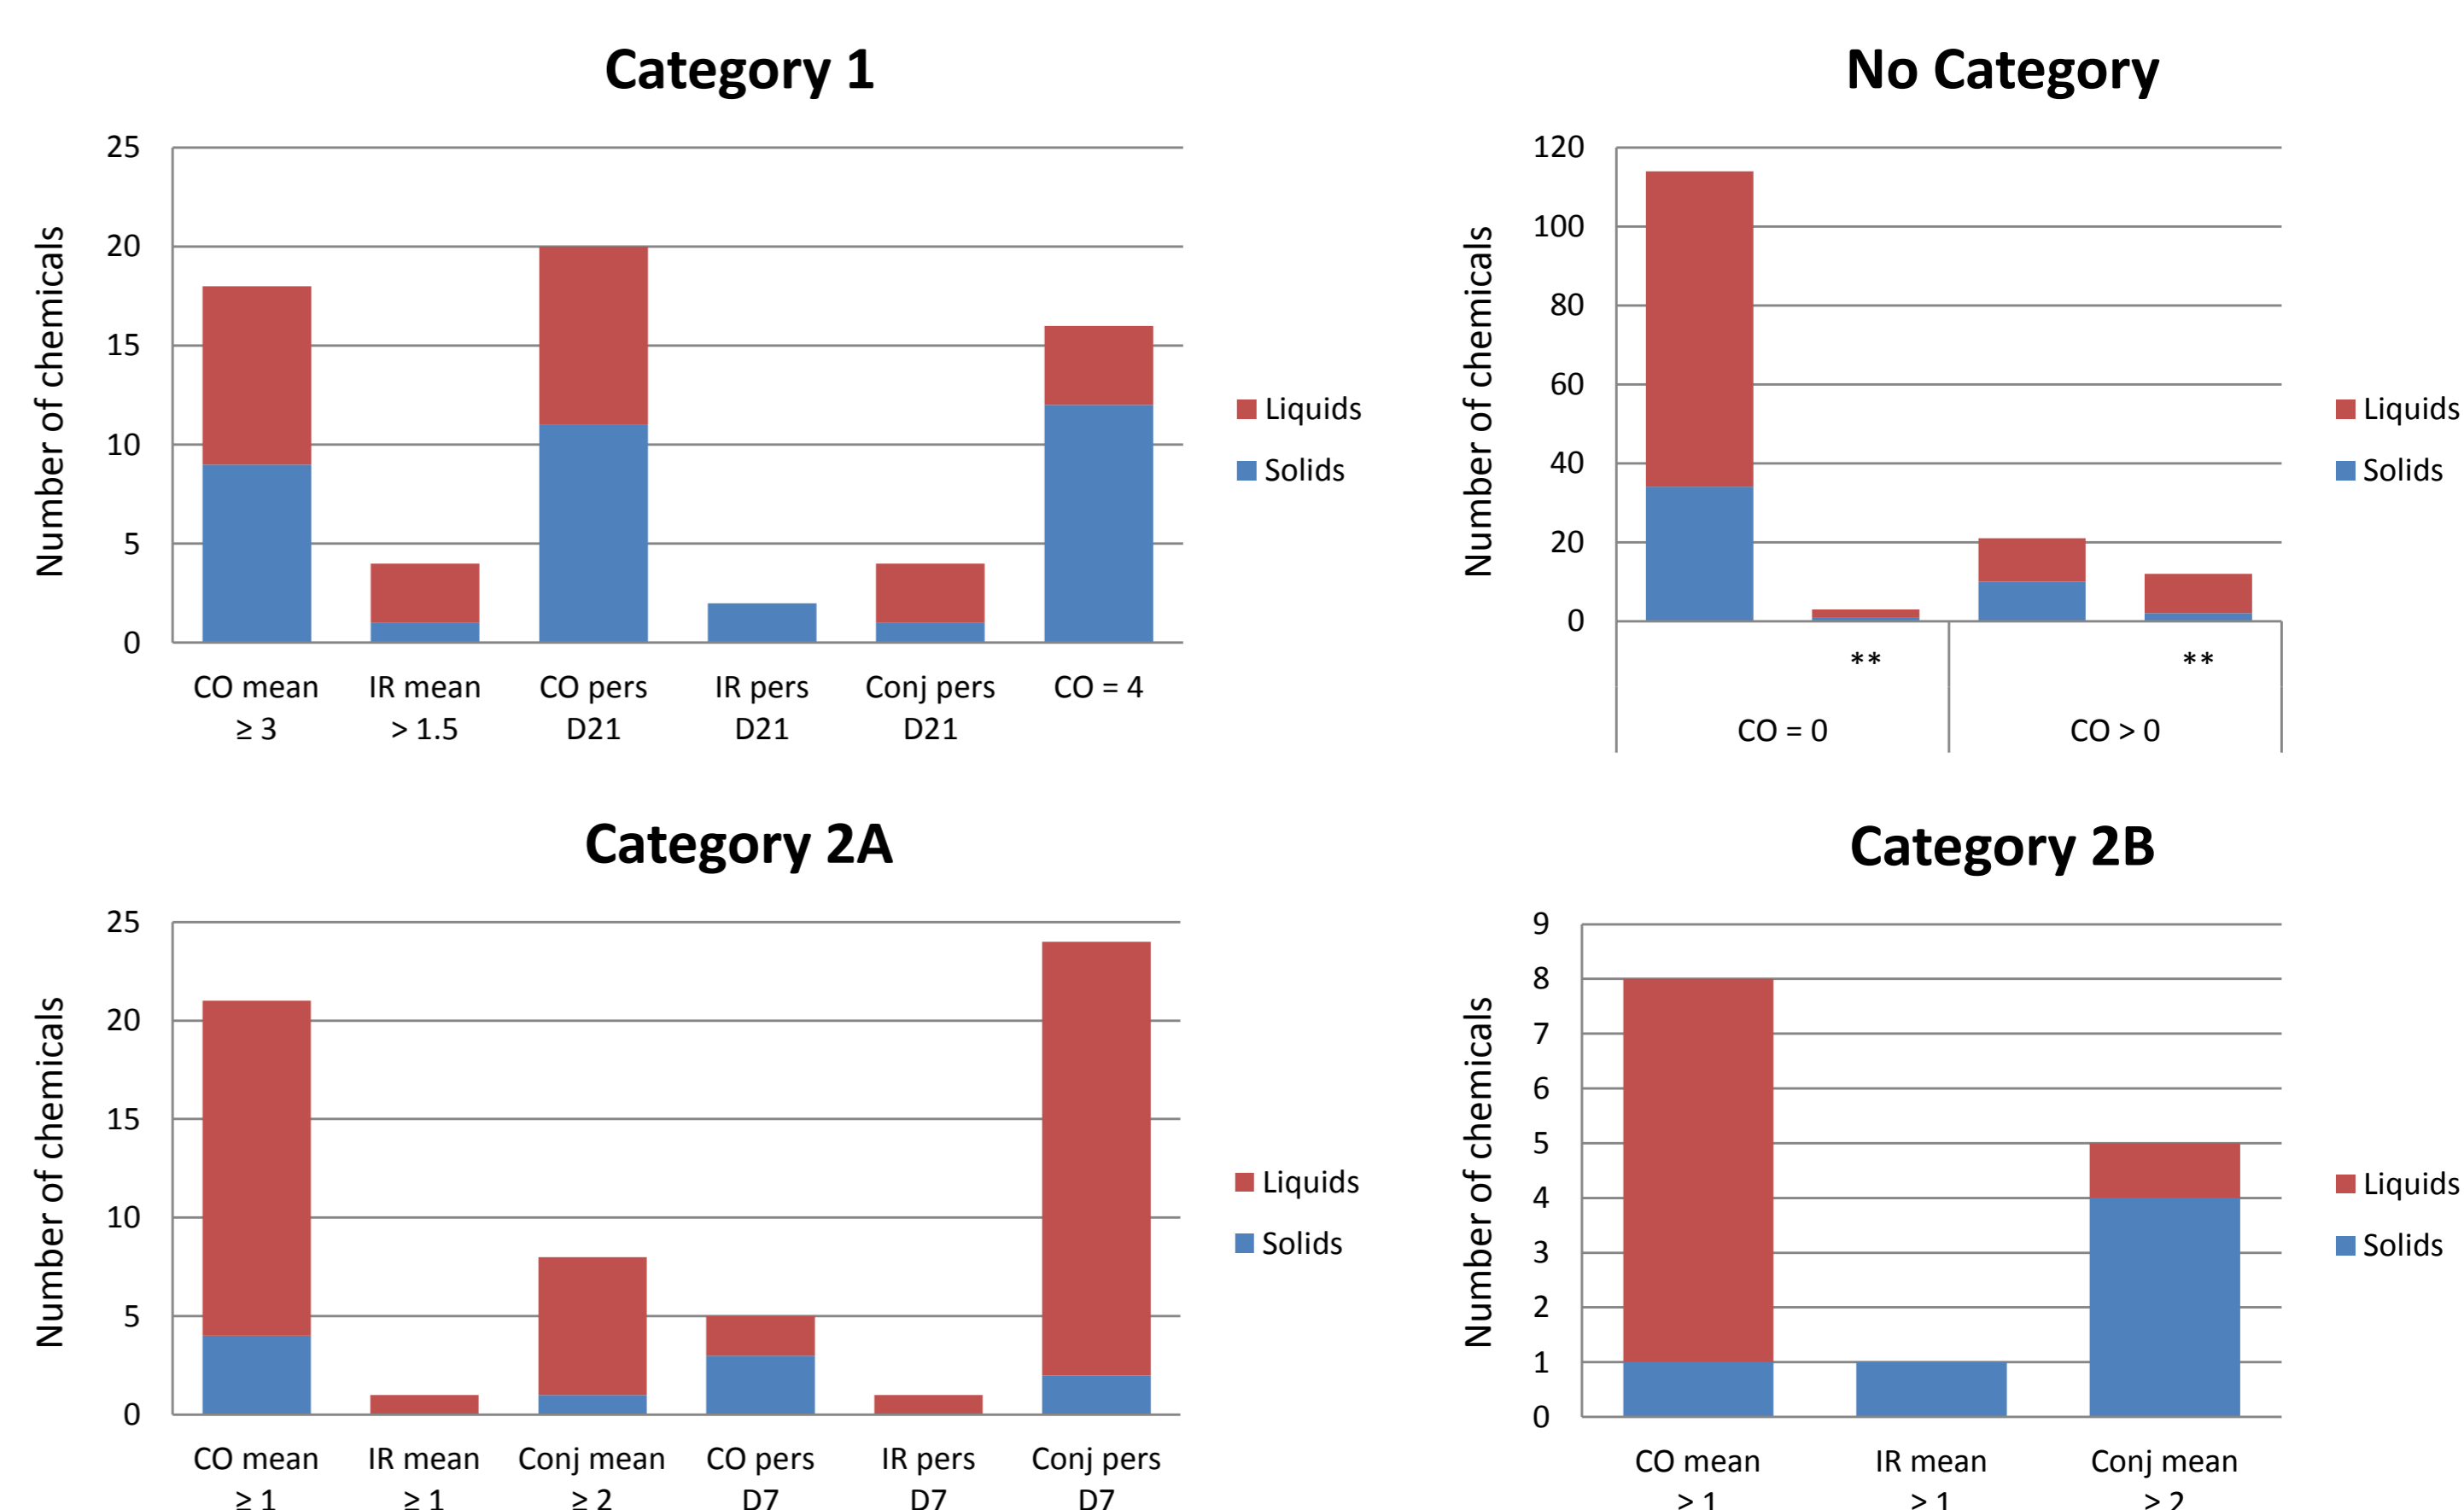 Category 1
25
20
15
10
5
0
Number of chemicals
CO mean
≥ 3
IR mean
> 1.5
CO pers
D21
IR pers
D21
Conj pers
D21
CO = 4
Liquids
Solids
No Category
120
100
80
60
40
20
0
Number of chemicals
**
**
CO = 0
CO > 0
Liquids
Solids
Category 2A
25
20
15
10
5
0
Number of chemicals
CO mean
≥ 1
IR mean
≥ 1
Conj mean
≥ 2
CO pers
D7
IR pers
D7
Conj pers
D7
Liquids
Solids
Category 2B
9
8
7
6
5
4
3
2
1
0
Number of chemicals
CO mean
> 1
IR mean
> 1
Conj mean
> 2
Liquids
Solids